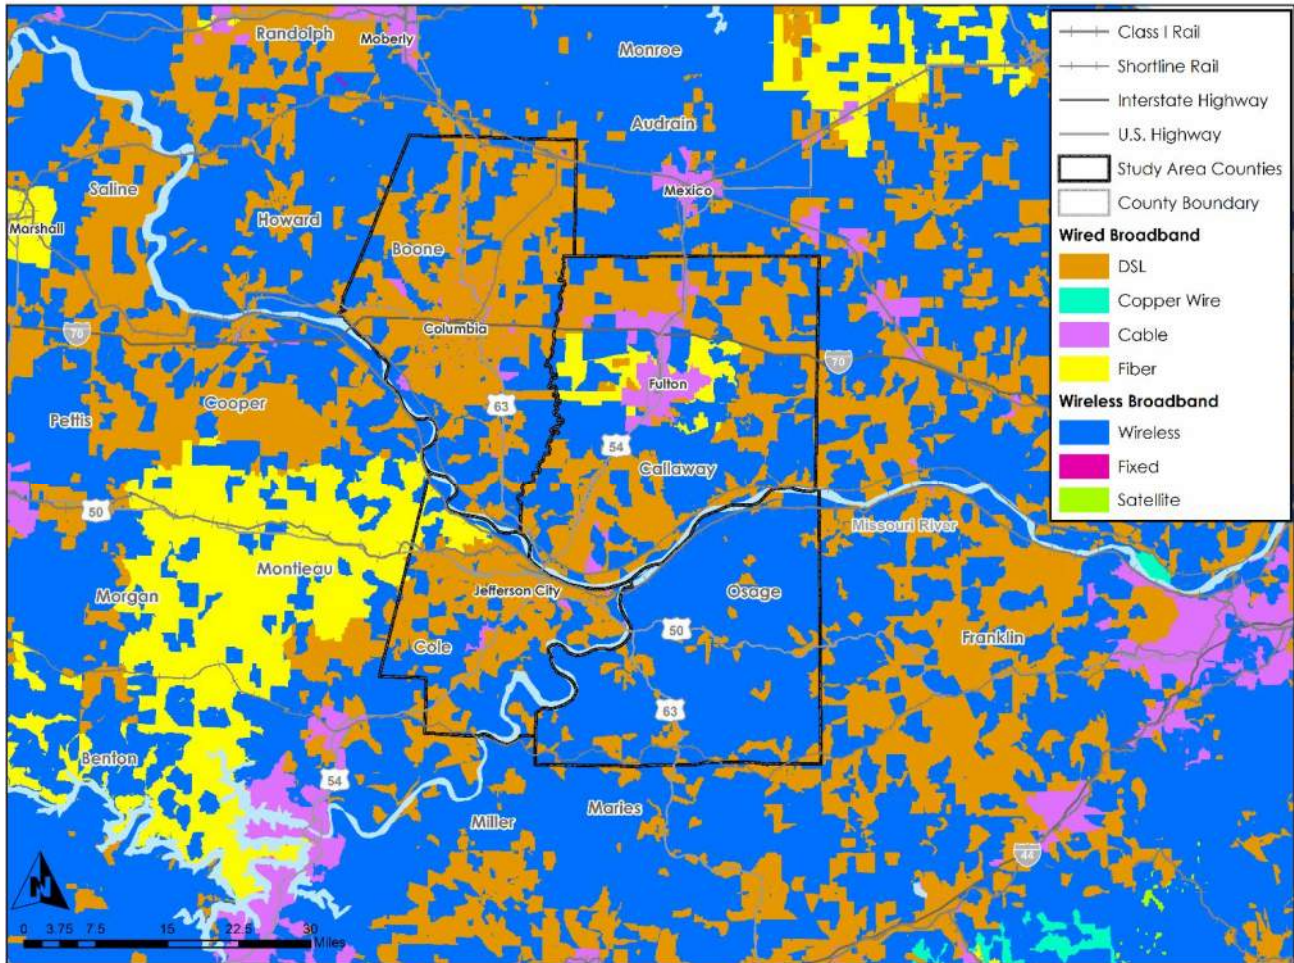 Randolph
Moberly
Monroe
Audrain
Saline
Marshall
Howard
Mexico
Boone
Columbia
70
63
Fulton
70
Cooper
Pettis
54
Callaway
50
Missouri River
Montieau
Morgan
Jefferson City
Osage
50
Cole
Franklin
63
Benton
54
Maries
Miller
44
N
0 3.75 7.5 15 22.5 30
Miles
Class I Rail
Shortline Rail
Interstate Highway
U.S. Highway
Study Area Counties
County Boundary
Wired Broadband
DSL
Copper Wire
Cable
Fiber
Wireless Broadband
Wireless
Fixed
Satellite